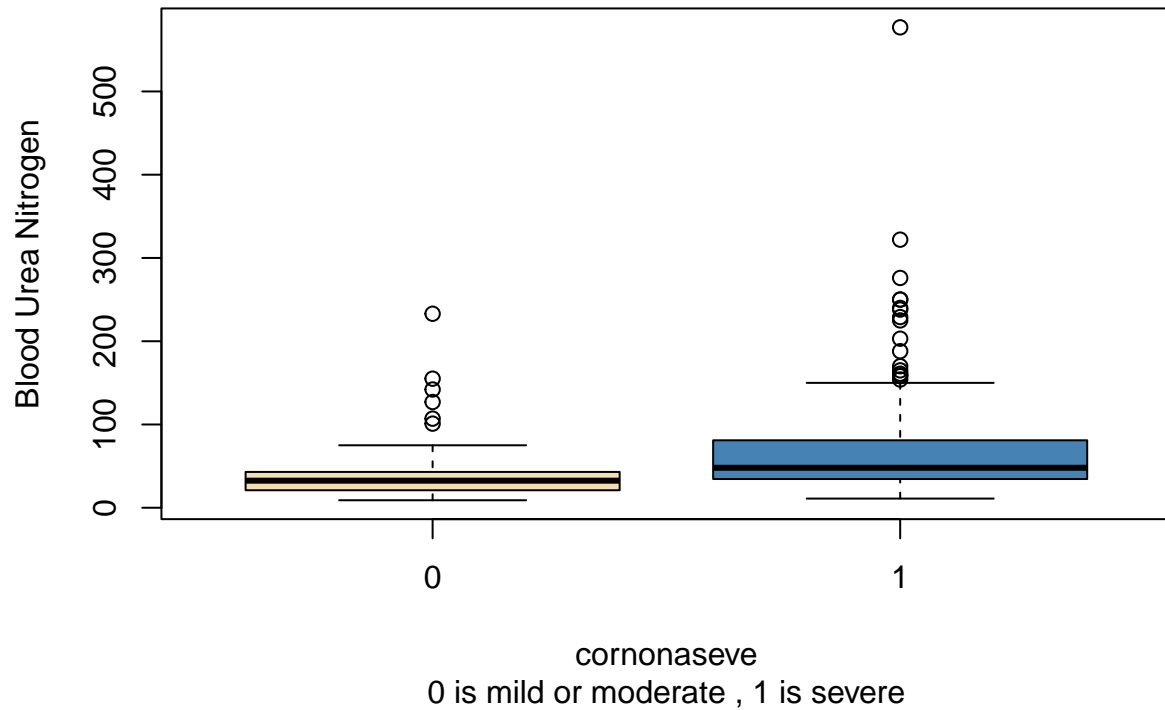 Blood Urea Nitrogen
500
400
300
200
100
0
0 1
cornonaseve
0 is mild or moderate , 1 is severe